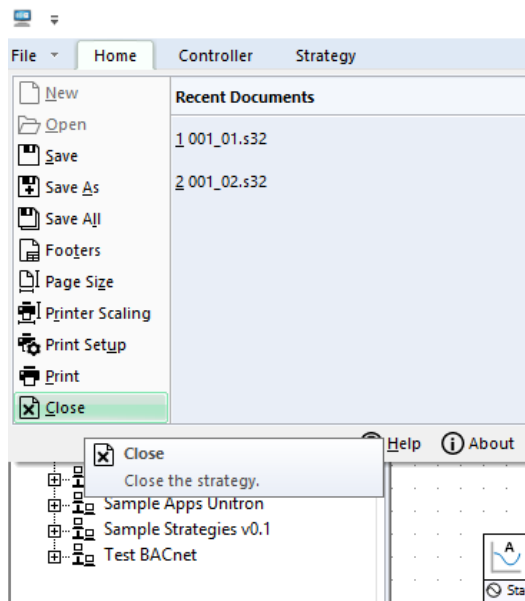 File Home Controller Strategy
New
Open
Save
Save As
Save All
Footers
Page Size
Printer Scaling
Print Setup
Print
Close
Recent Documents
1 001_01.s32
2 001_02.s32
Help About
Close
Close the strategy.
Sample Apps Unitron
Sample Strategies v0.1
Test BACnet
A